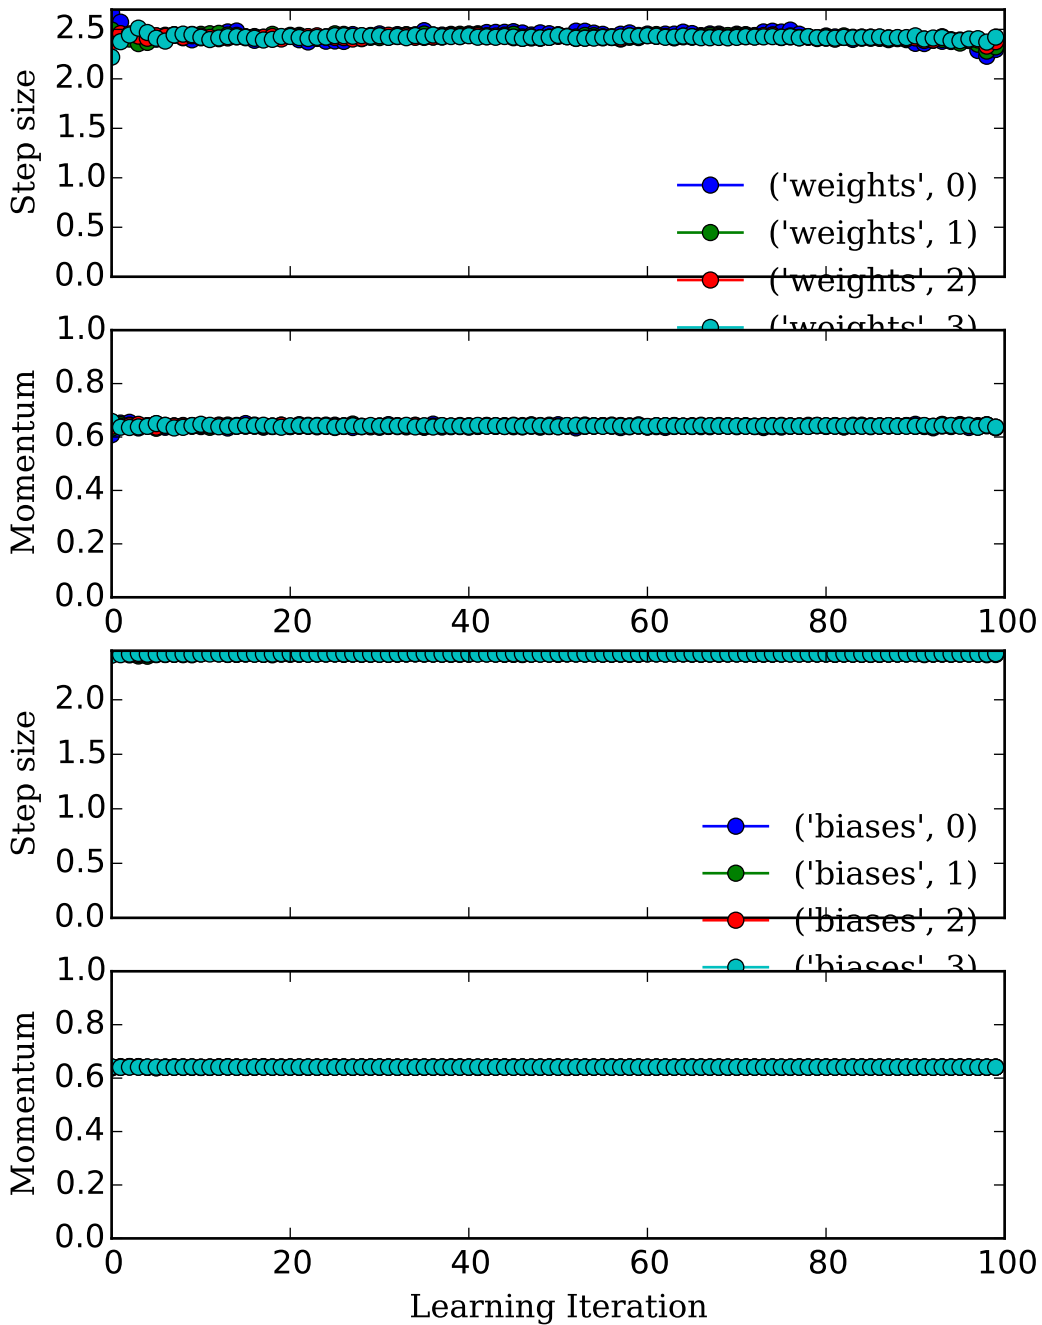 2.5
2.0
1.5
1.0
0.5
0.0
Step size
('weights', 0)
('weights', 1)
('weights', 2)
('weights', 3)
1.0
0.8
0.6
0.4
0.2
0.0
Momentum
0 20 40 60 80 100
2.0
1.5
1.0
0.5
0.0
Step size
('biases', 0)
('biases', 1)
('biases', 2)
('biases', 3)
1.0
0.8
0.6
0.4
0.2
0.0
Momentum
0 20 40 60 80 100
Learning Iteration